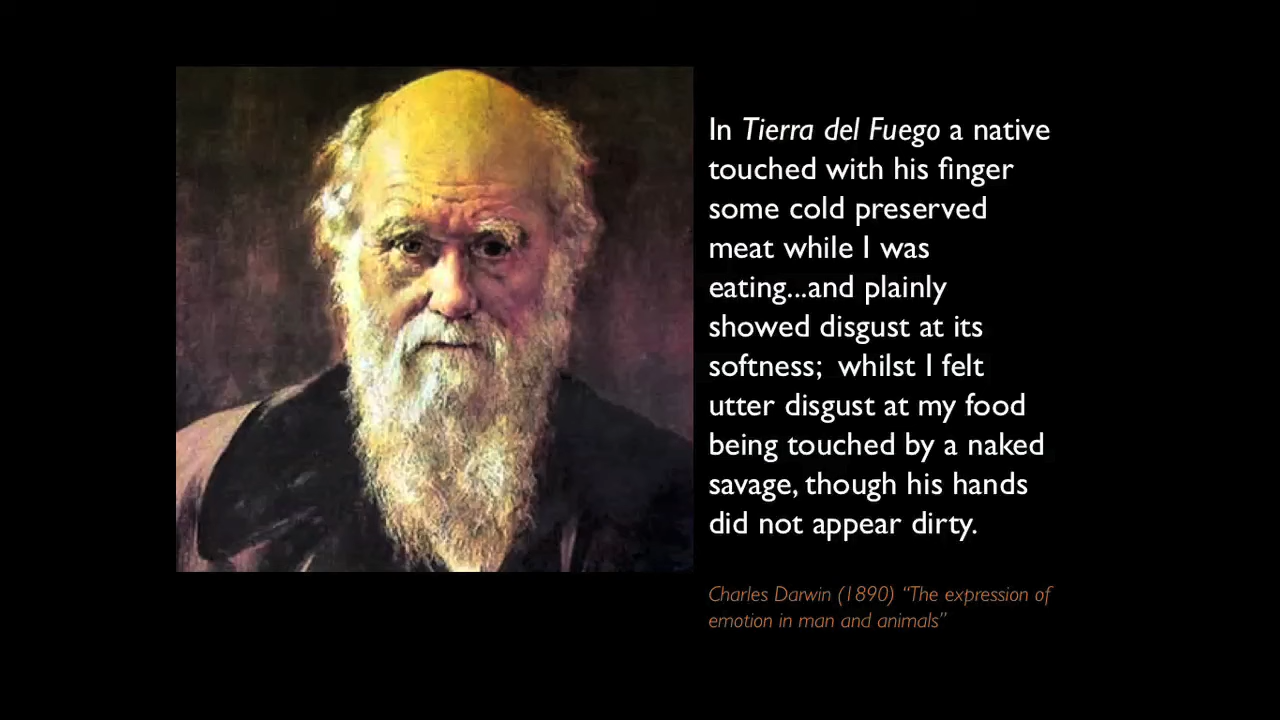 In Tierra del Fuego a native
touched with his finger
some cold preserved
meat while I was
eating...and plainly
showed disgust at its
softness;  whilst I felt
utter disgust at my food
being touched by a naked
savage, though his hands
did not appear dirty.
Charles Darwin (1890) “The expression of
emotion in man and animals”